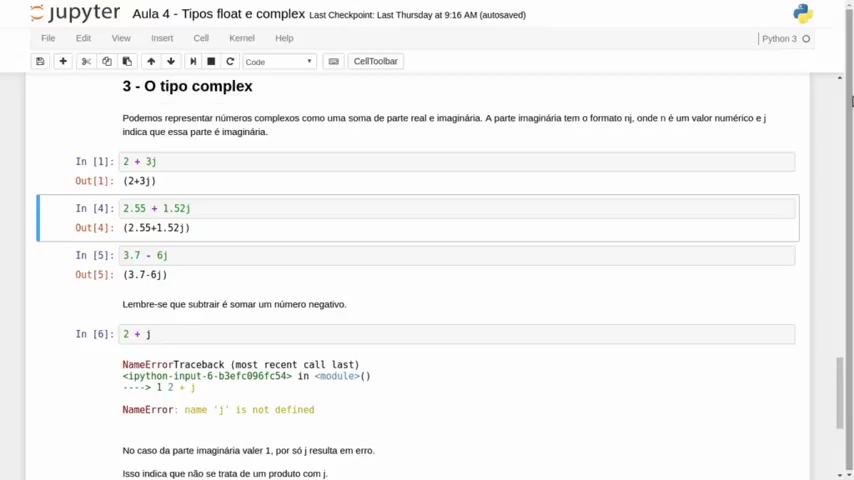 jupyter Aula 4 - Tipos float e complex Last Checkpoint: Last Thursday at 9:16 AM (autosaved)
File Edit View Insert Cell Kernel Help Python 3
Code CellToolbar
3 - O tipo complex
Podemos representar números complexos como uma soma de parte real e imaginária. A parte imaginária tem o formato nj, onde n é um valor numérico e j
indica que essa parte é imaginária.
In [1]: 2 + 3j
Out[1]: (2+3j)
In [4]: 2.55 + 1.52j
Out[4]: (2.55+1.52j)
In [5]: 3.7 - 6j
Out[5]: (3.7-6j)
Lembre-se que subtrair é somar um número negativo.
In [6]: 2 + j
NameErrorTraceback (most recent call last)
<ipython-input-6-b3efc096fc54> in <module>()
----> 1 2 + j
NameError: name 'j' is not defined
No caso da parte imaginária valer 1, por só j resulta em erro.
Isso indica que não se trata de um produto com j.